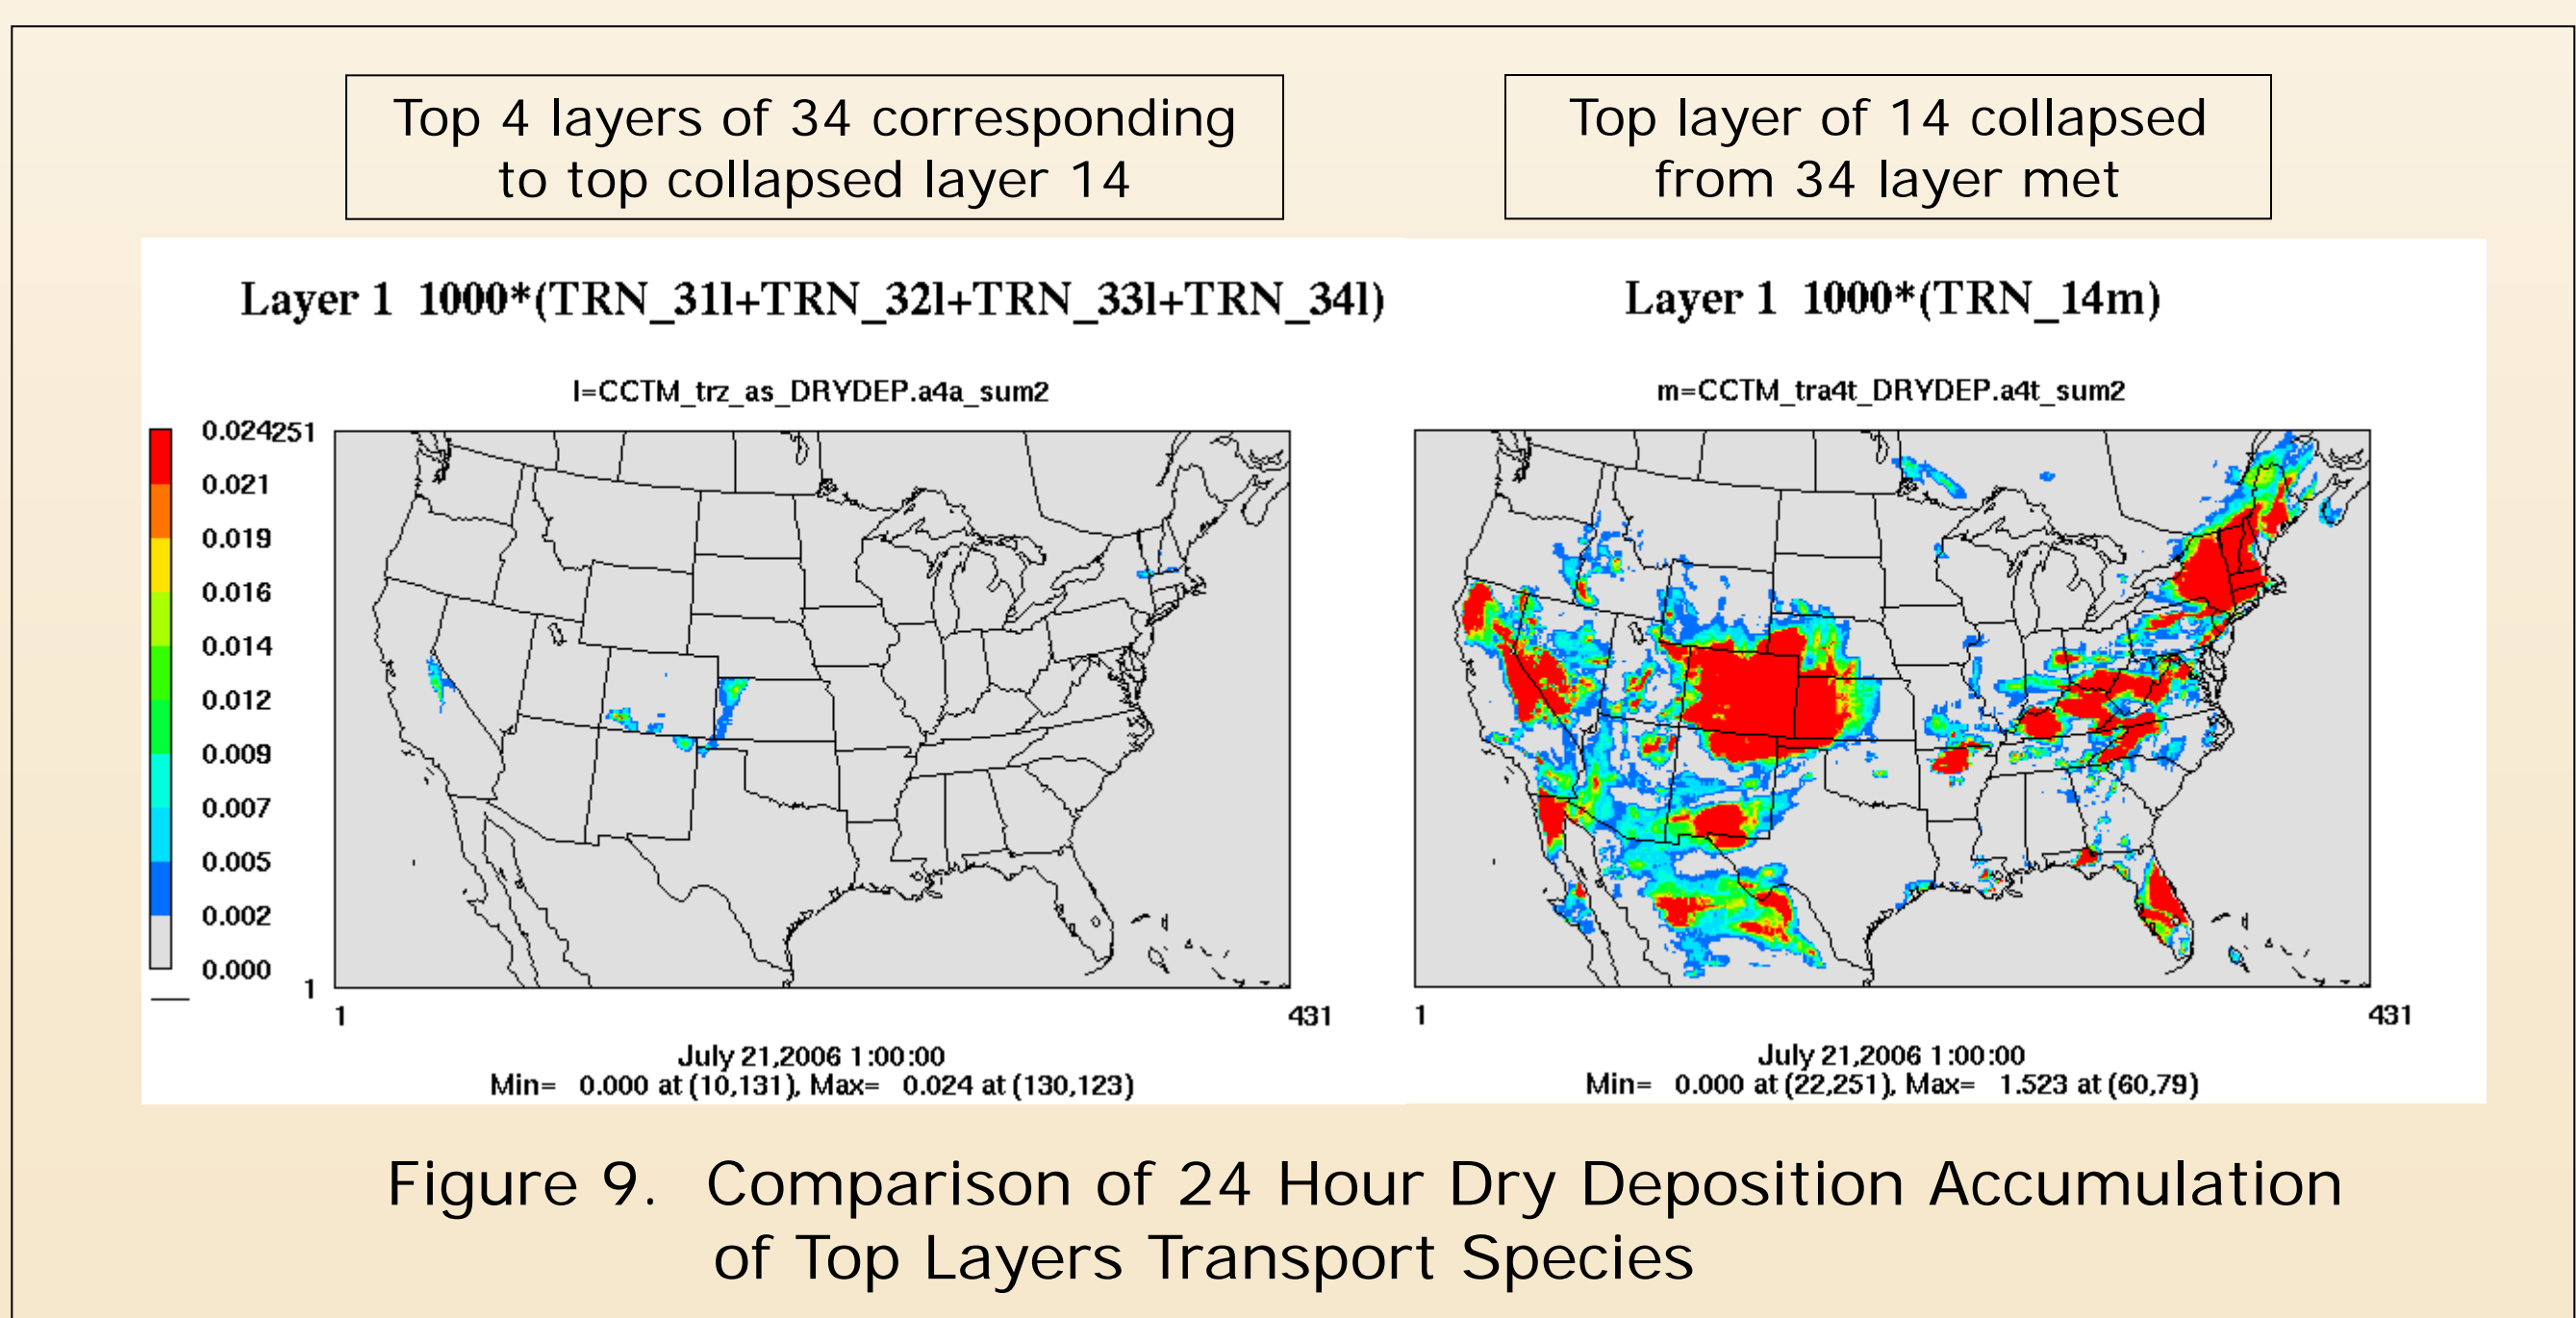 Top 4 layers of 34 corresponding
to top collapsed layer 14
Top layer of 14 collapsed
from 34 layer met
Layer 1 1000*(TRN_31l+TRN_32l+TRN_33l+TRN_34l)
Layer 1 1000*(TRN_14m)
l=CCTM_trz_as_DRYDEP.a4a_sum2
m=CCTM_tra4t_DRYDEP.a4t_sum2
0.024
0.021
0.019
0.016
0.014
0.012
0.009
0.007
0.005
0.002
0.000
251
1
1
431
1
431
July 21,2006 1:00:00
Min= 0.000 at (10,131), Max= 0.024 at (130,123)
July 21,2006 1:00:00
Min= 0.000 at (22,251), Max= 1.523 at (60,79)
Figure 9. Comparison of 24 Hour Dry Deposition Accumulation
of Top Layers Transport Species